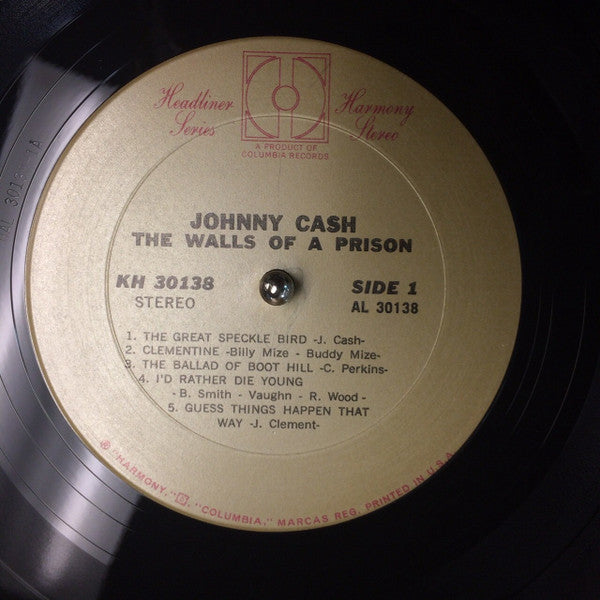 Headliner Series
Harmony Stereo
A PRODUCT OF
COLUMBIA RECORDS
JOHNNY CASH
THE WALLS OF A PRISON
KH 30138
STEREO
SIDE 1
AL 30138
1. THE GREAT SPECKLE BIRD -J. Cash-
2. CLEMENTINE -Billy Mize - Buddy Mize-
3. THE BALLAD OF BOOT HILL -C. Perkins-
4. I'D RATHER DIE YOUNG
-B. Smith - Vaughn - R. Wood-
5. GUESS THINGS HAPPEN THAT
WAY -J. Clement-
® "HARMONY," "COLUMBIA," MARCAS REG. PRINTED IN U.S.A.